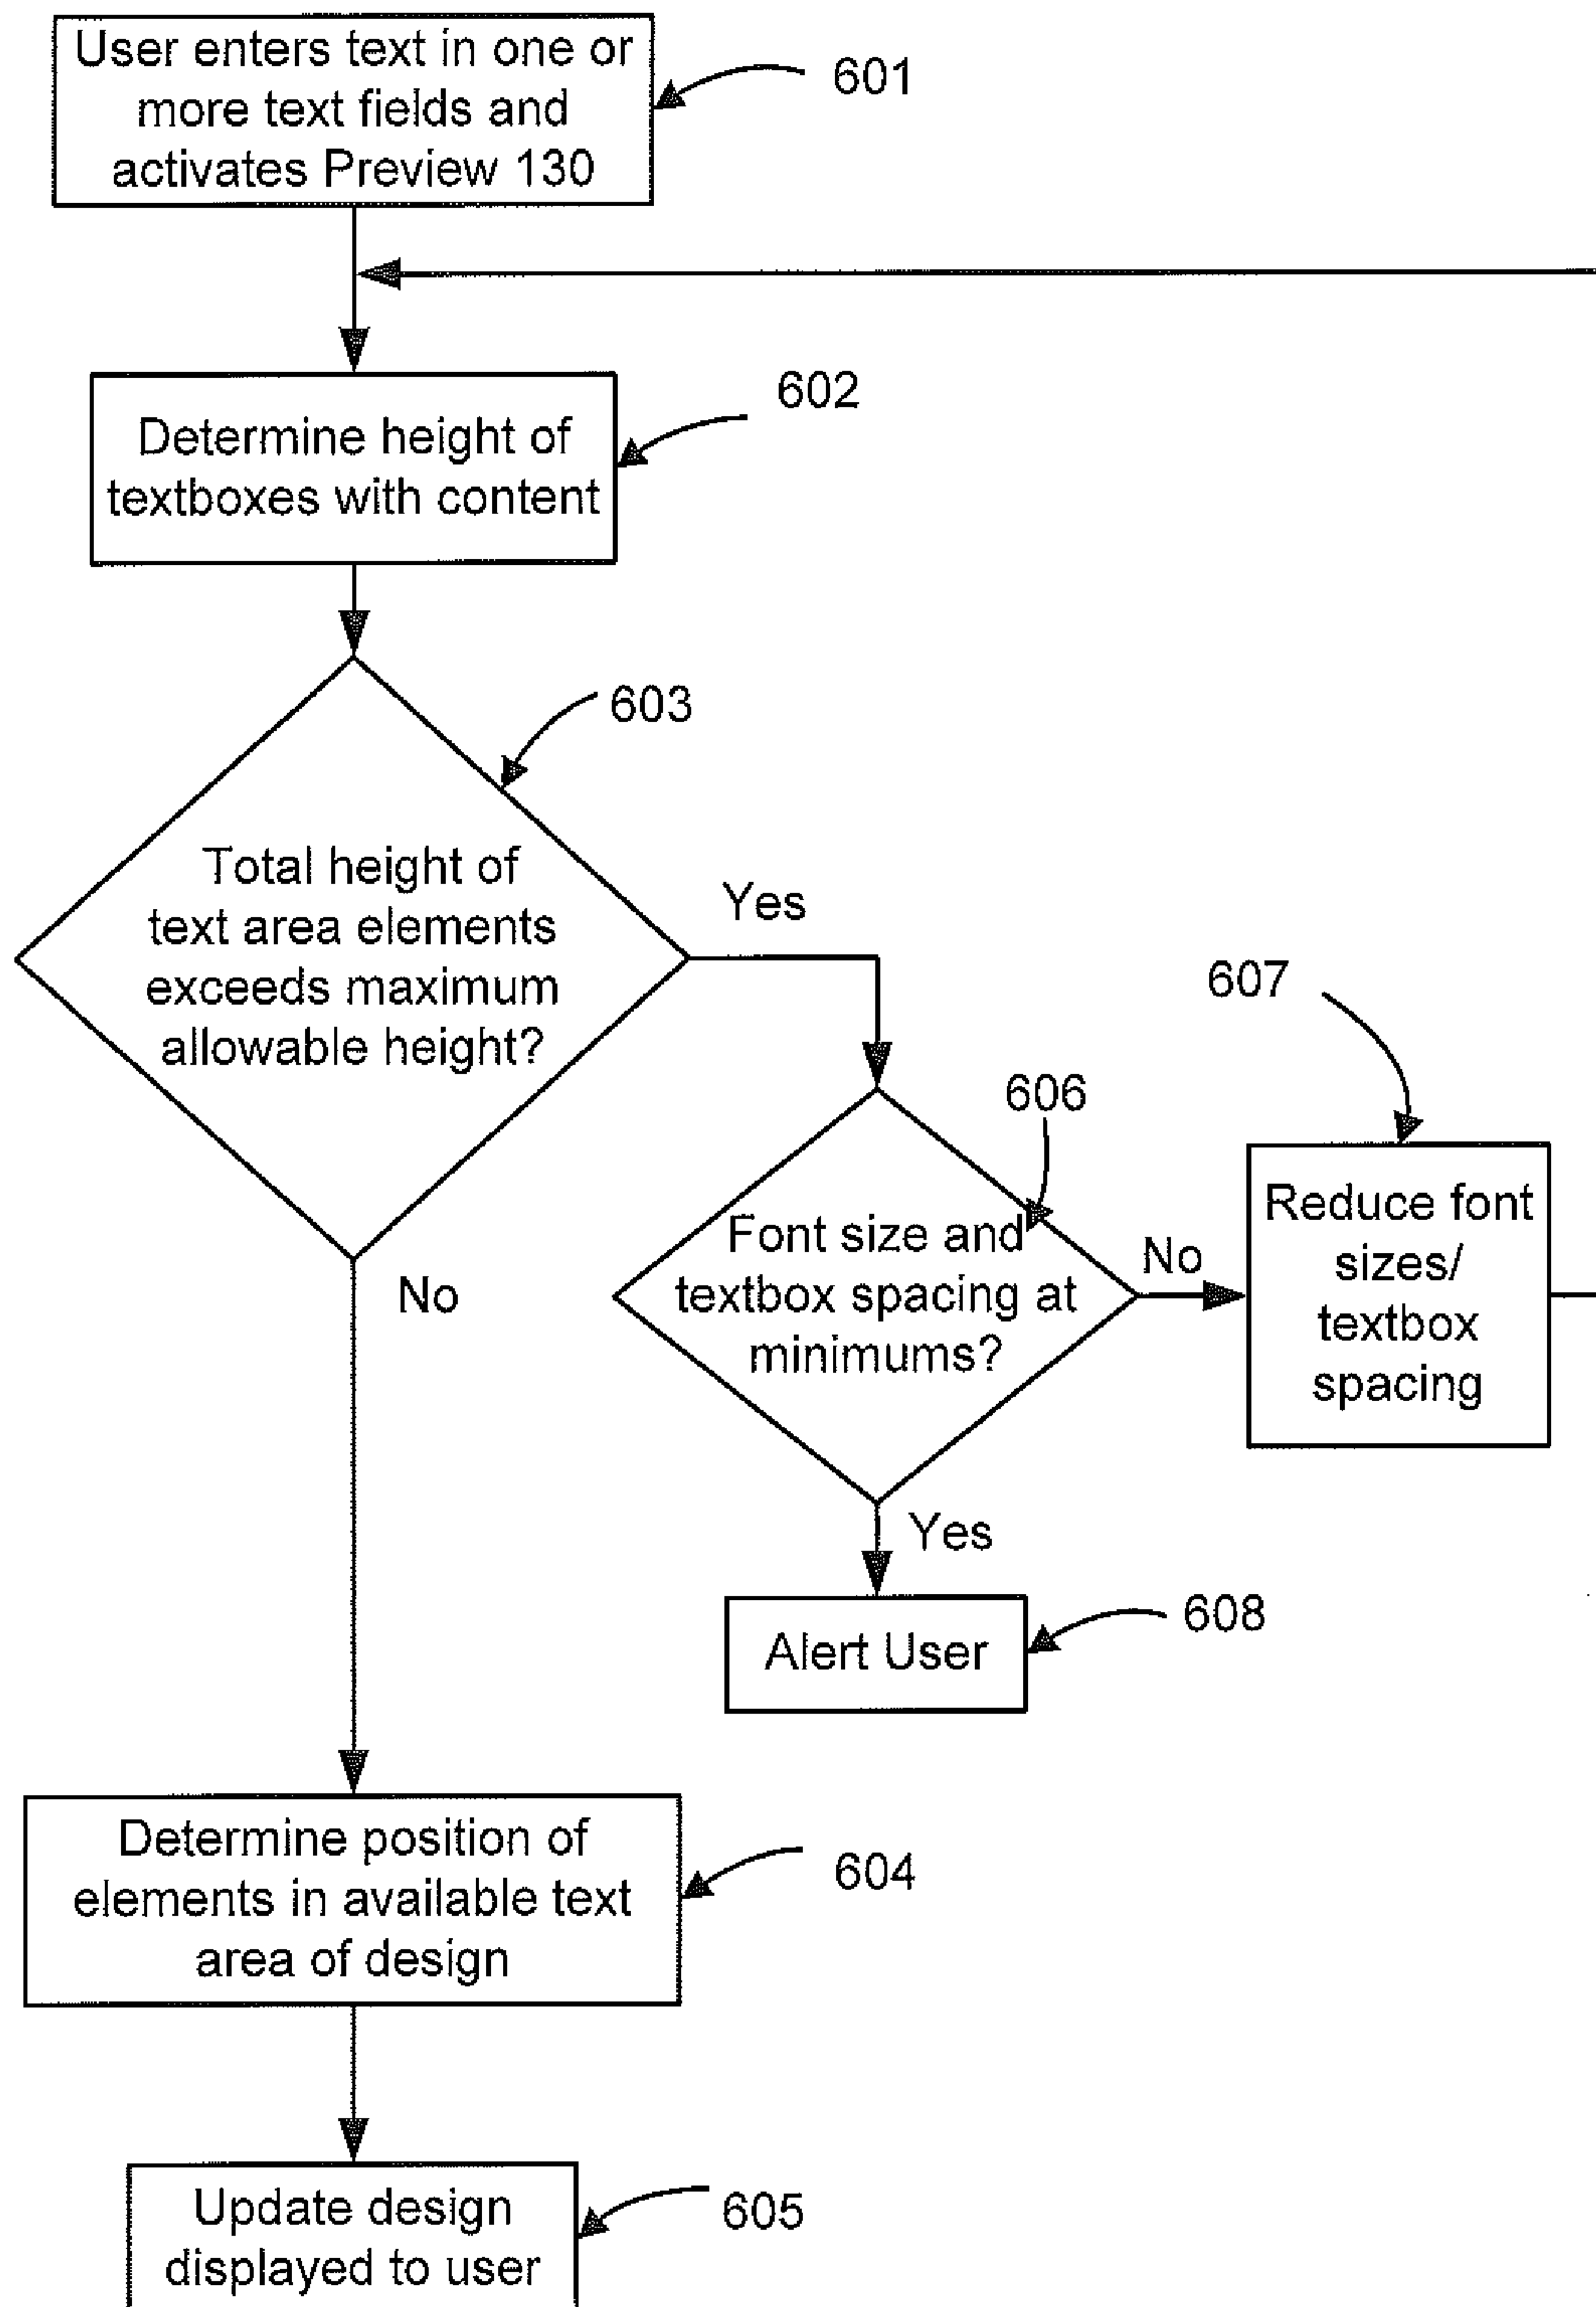 User enters text in one or
more text fields and
activates Preview 130
601
Determine height of
textboxes with content
602
603
Total height of
text area elements
exceeds maximum
allowable height?
Yes
No
606
Font size and
textbox spacing at
minimums?
No
Yes
607
Reduce font
sizes/
textbox
spacing
Alert User
608
Determine position of
elements in available text
area of design
604
Update design
displayed to user
605